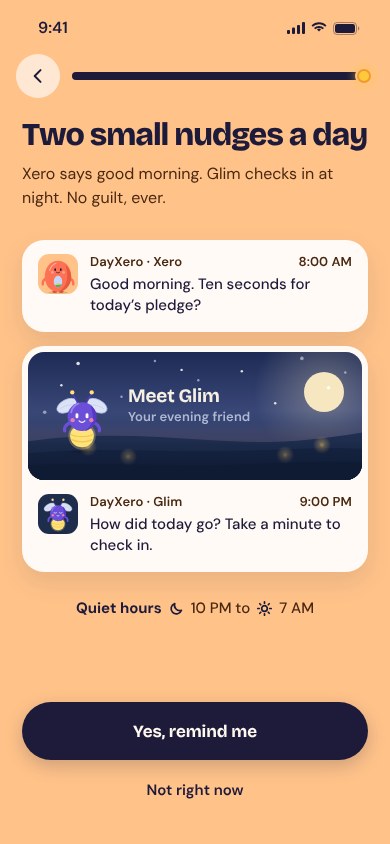 9:41
Two small nudges a day
Xero says good morning. Glim checks in at
night. No guilt, ever.
DayXero · Xero 8:00 AM
Good morning. Ten seconds for
today’s pledge?
Meet Glim
Your evening friend
DayXero · Glim 9:00 PM
How did today go? Take a minute to
check in.
Quiet hours 10 PM to 7 AM
Yes, remind me
Not right now